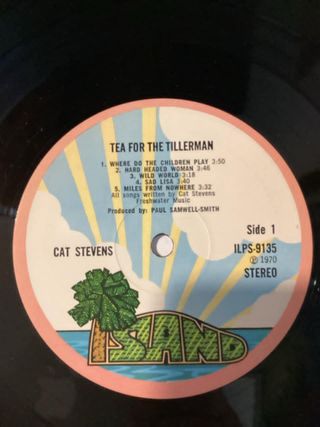 TEA FOR THE TILLERMAN
1. WHERE DO THE CHILDREN PLAY 3:50
2. HARD HEADED WOMAN 3:46
3. WILD WORLD 3:18
4. SAD LISA 3:40
5. MILES FROM NOWHERE 3:32
All songs written by Cat Stevens
Freshwater Music
Produced by: PAUL SAMWELL-SMITH
CAT STEVENS
Side 1
ILPS-9135
Ⓟ 1970
STEREO
ISLAND